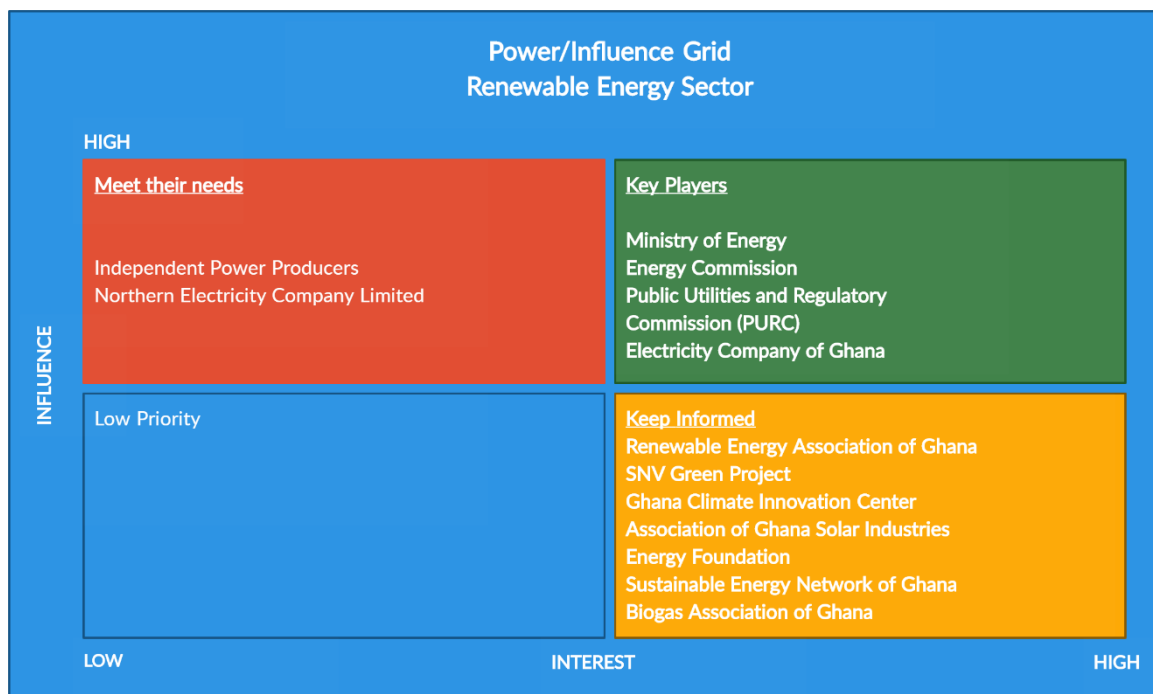 Power/Influence Grid
Renewable Energy Sector
HIGH
Meet their needs
Independent Power Producers
Northern Electricity Company Limited
Key Players
Ministry of Energy
Energy Commission
Public Utilities and Regulatory
Commission (PURC)
Electricity Company of Ghana
INFLUENCE
Low Priority
Keep Informed
Renewable Energy Association of Ghana
SNV Green Project
Ghana Climate Innovation Center
Association of Ghana Solar Industries
Energy Foundation
Sustainable Energy Network of Ghana
Biogas Association of Ghana
LOW
INTEREST
HIGH